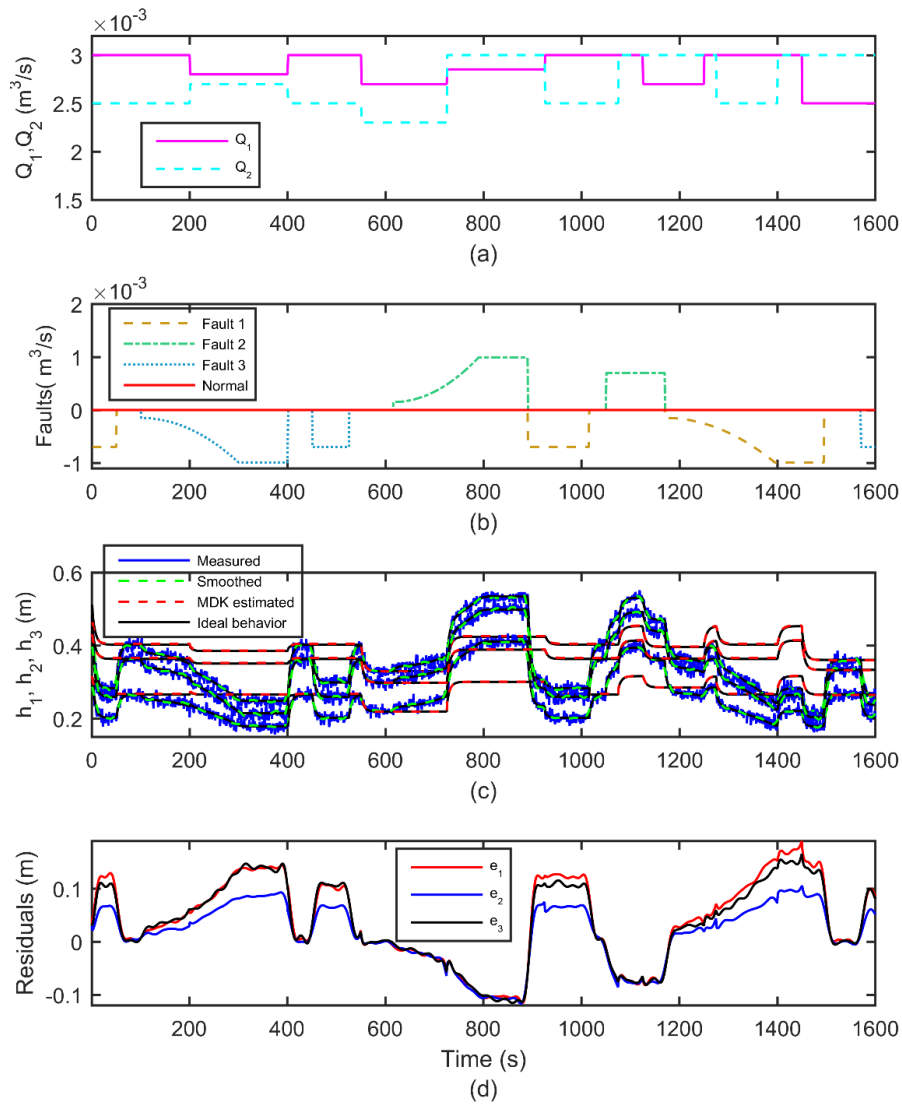 ×10⁻³
Q₁,Q₂ (m³/s)
3
2.5
2
1.5
Q₁
Q₂
0 200 400 600 800 1000 1200 1400 1600
(a)
×10⁻³
Faults( m³/s)
2
1
0
-1
Fault 1
Fault 2
Fault 3
Normal
0 200 400 600 800 1000 1200 1400 1600
(b)
h₁, h₂, h₃ (m)
0.6
0.4
0.2
Measured
Smoothed
MDK estimated
Ideal behavior
0 200 400 600 800 1000 1200 1400 1600
(c)
Residuals (m)
0.1
0
-0.1
e₁
e₂
e₃
200 400 600 800 1000 1200 1400 1600
Time (s)
(d)